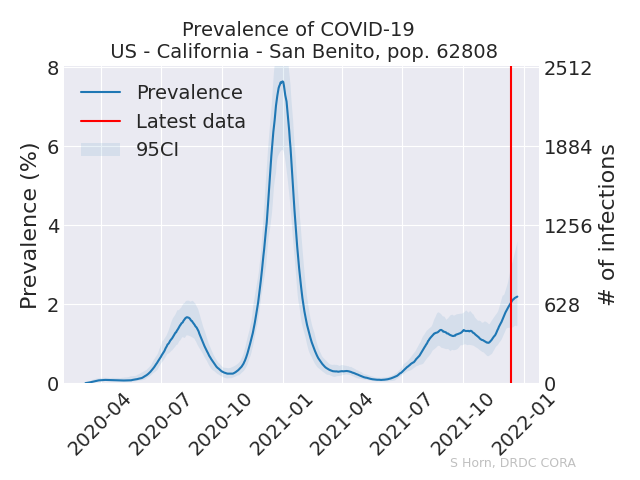 Prevalence of COVID-19
US - California - San Benito, pop. 62808
8
6
4
2
0
2512
1884
1256
628
0
Prevalence (%)
# of infections
Prevalence
Latest data
95CI
2020-04
2020-07
2020-10
2021-01
2021-04
2021-07
2021-10
2022-01
S Horn, DRDC CORA